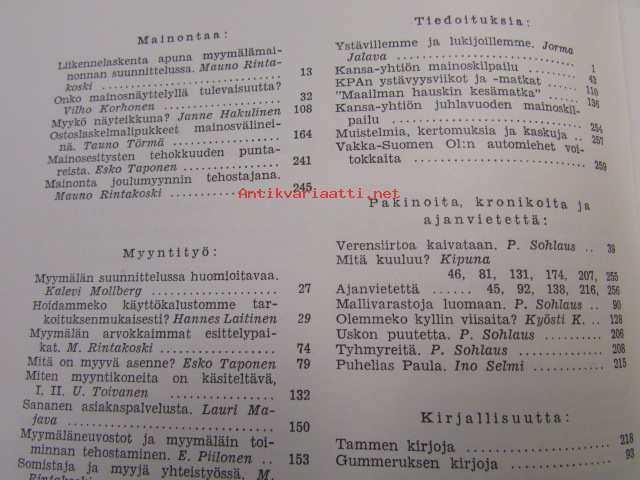 Mainontaa:
Liikennelaskenta apuna myymälämai-
nonnan suunnittelussa. Mauno Rinta-
koski ........ 13
Onko mainosnäyttelyllä tulevaisuutta?
Vilho Korhonen ........ 32
Myykö näyteikkuna? Janne Hakulinen 108
Ostoslaskelmalipukkeet mainosvälinei-
nä. Tauno Törmä ........ 164
Mainosesitysten tehokkuuden punta-
reista. Esko Taponen ........ 241
Mainonta joulumyynnin tehostajana.
Mauno Rintakoski ........ 245
Myyntityö:
Myymälän suunnittelussa huomioitavaa.
Kalevi Mollberg ........ 27
Hoidammeko käyttökalustomme tar-
koituksenmukaisesti? Hannes Laitinen 29
Myymälän arvokkaimmat esittelypai-
kat. M. Rintakoski ........ 74
Mitä on myyvä asenne? Esko Taponen 79
Miten myyntikoneita on käsiteltävä,
I, II. U. Toivanen ........ 132
Sananen asiakaspalvelusta. Lauri Ma-
java ........ 150
Myymäläneuvostot ja myymäläin toi-
minnan tehostaminen. E. Piilonen .. 153
Somistaja ja myyjä yhteistyössä. M.
Rintakoski
Tiedoituksia:
Ystävillemme ja lukijoillemme. Jorma
Jalava ........ 1
Kansa-yhtiön mainoskilpailu ........ 43
KPAn ystävyysviikot ja -matkat ........ 110
"Maailman hauskin kesämatka" .. 136
Kansa-yhtiön juhlavuoden mainoskil-
pailu ........ 254
Muistelmia, kertomuksia ja kaskuja .. 257
Vakka-Suomen Ol:n automiehet voi-
tokkaita ........ 259
Pakinoita, kronikoita ja
ajanvietettä:
Verensiirtoa kaivataan. P. Sohlaus .. 39
Mitä kuuluu? Kipuna
46, 81, 131, 174, 207, 255
Ajanvietettä ...... 45, 92, 138, 216, 256
Mallivarastoja luomaan. P. Sohlaus .. 90
Olemmeko kyllin viisaita? Kyösti K. .. 128
Uskon puutetta. P. Sohlaus ........ 206
Tyhmyreitä. P. Sohlaus ........ 208
Puhelias Paula. Ino Selmi ........ 215
Kirjallisuutta:
Tammen kirjoja ........ 218
Gummeruksen kirjoja ........ 93
Antikvariaatti.net